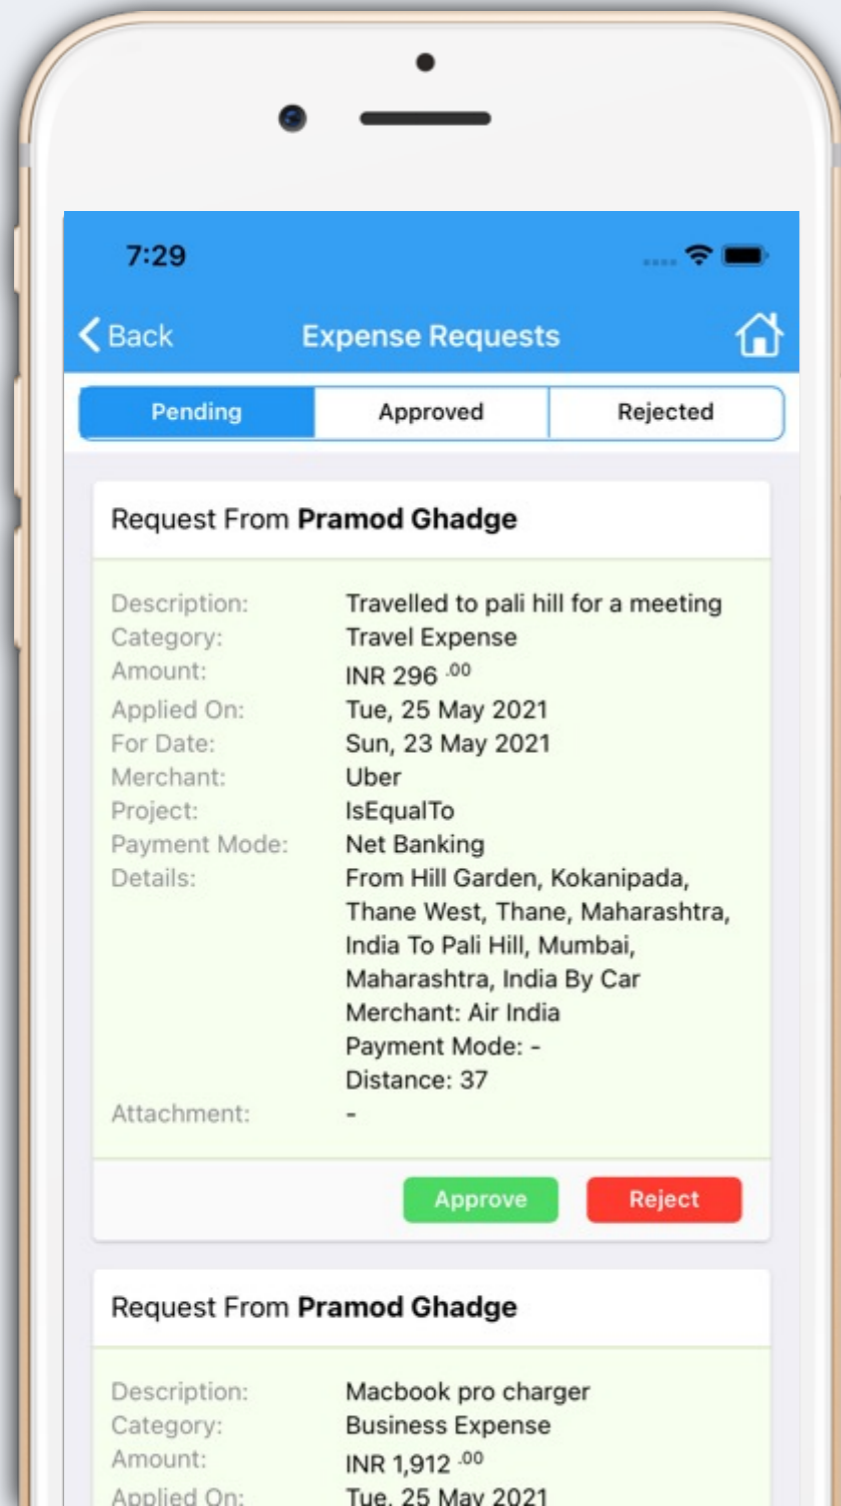 7:29
Back Expense Requests
Pending Approved Rejected
Request From Pramod Ghadge
Description: Travelled to pali hill for a meeting
Category: Travel Expense
Amount: INR 296 .00
Applied On: Tue, 25 May 2021
For Date: Sun, 23 May 2021
Merchant: Uber
Project: IsEqualTo
Payment Mode: Net Banking
Details: From Hill Garden, Kokanipada,
Thane West, Thane, Maharashtra,
India To Pali Hill, Mumbai,
Maharashtra, India By Car
Merchant: Air India
Payment Mode: -
Distance: 37
Attachment: -
Approve Reject
Request From Pramod Ghadge
Description: Macbook pro charger
Category: Business Expense
Amount: INR 1,912 .00
Applied On: Tue, 25 May 2021